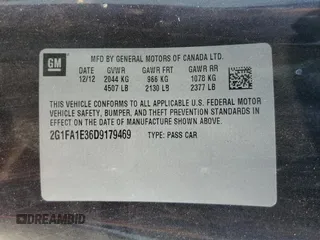 GM
MFD BY GENERAL MOTORS OF CANADA LTD.
DATE GVWR GAWR FRT GAWR RR
12/12 2044 KG 966 KG 1078 KG
4507 LB 2130 LB 2377 LB
THIS VEHICLE CONFORMS TO ALL APPLICABLE U.S. FEDERAL MOTOR
VEHICLE SAFETY, BUMPER, AND THEFT PREVENTION STANDARDS IN
EFFECT ON THE DATE OF MANUFACTURE SHOWN ABOVE.
2G1FA1E36D9179469 TYPE: PASS CAR
DREAMBID